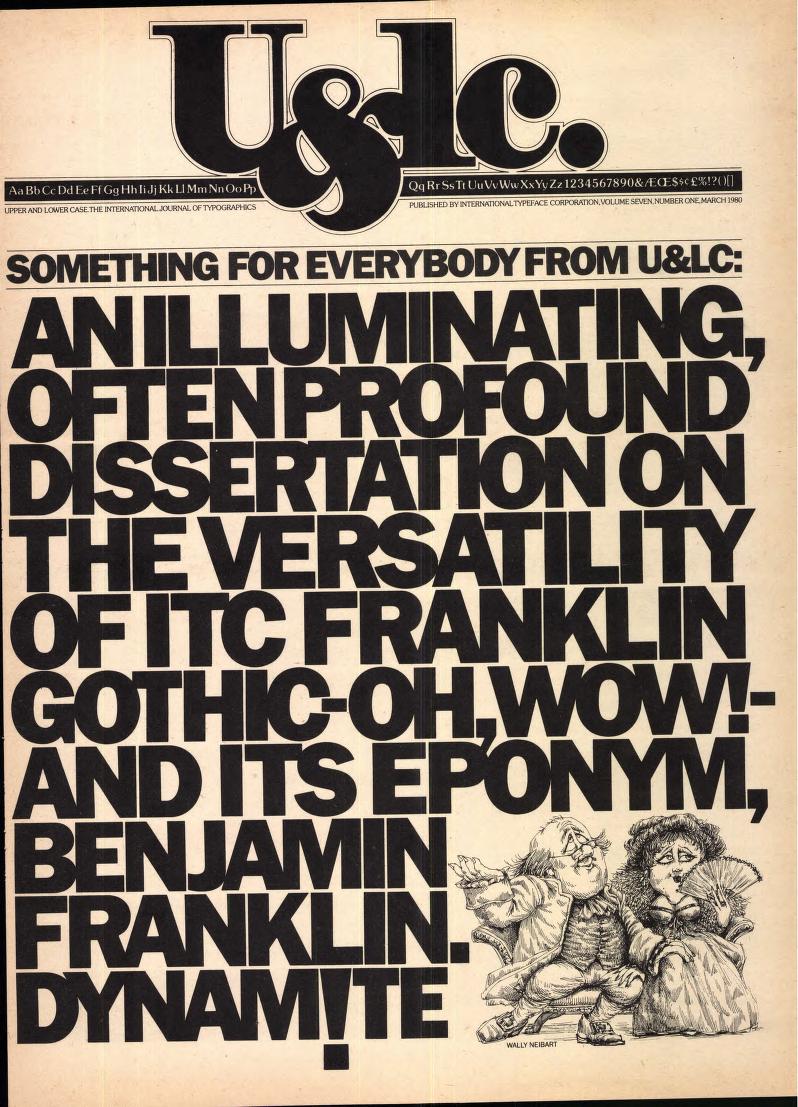 U&lc.
Aa Bb Cc Dd Ee Ff Gg Hh Ii Jj Kk Ll Mm Nn Oo Pp
Qq Rr Ss Tt Uu Vv Ww Xx Yy Zz 1234567890&ÆŒ$$¢£%!?()[]
UPPER AND LOWER CASE. THE INTERNATIONAL JOURNAL OF TYPOGRAPHICS
PUBLISHED BY INTERNATIONAL TYPEFACE CORPORATION, VOLUME SEVEN, NUMBER ONE, MARCH 1980
SOMETHING FOR EVERYBODY FROM U&LC:
AN ILLUMINATING,
OFTEN PROFOUND
DISSERTATION ON
THE VERSATILITY
OF ITC FRANKLIN
GOTHIC-OH, WOW!-
AND ITS EPONYM,
BENJAMIN
FRANKLIN.
DYNAM!TE
WALLY NEIBART